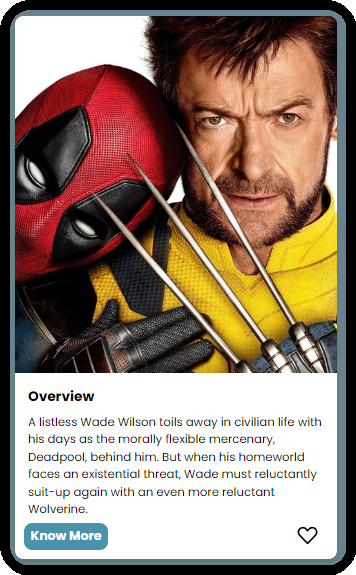 Overview
A listless Wade Wilson toils away in civilian life with
his days as the morally flexible mercenary,
Deadpool, behind him. But when his homeworld
faces an existential threat, Wade must reluctantly
suit-up again with an even more reluctant
Wolverine.
Know More